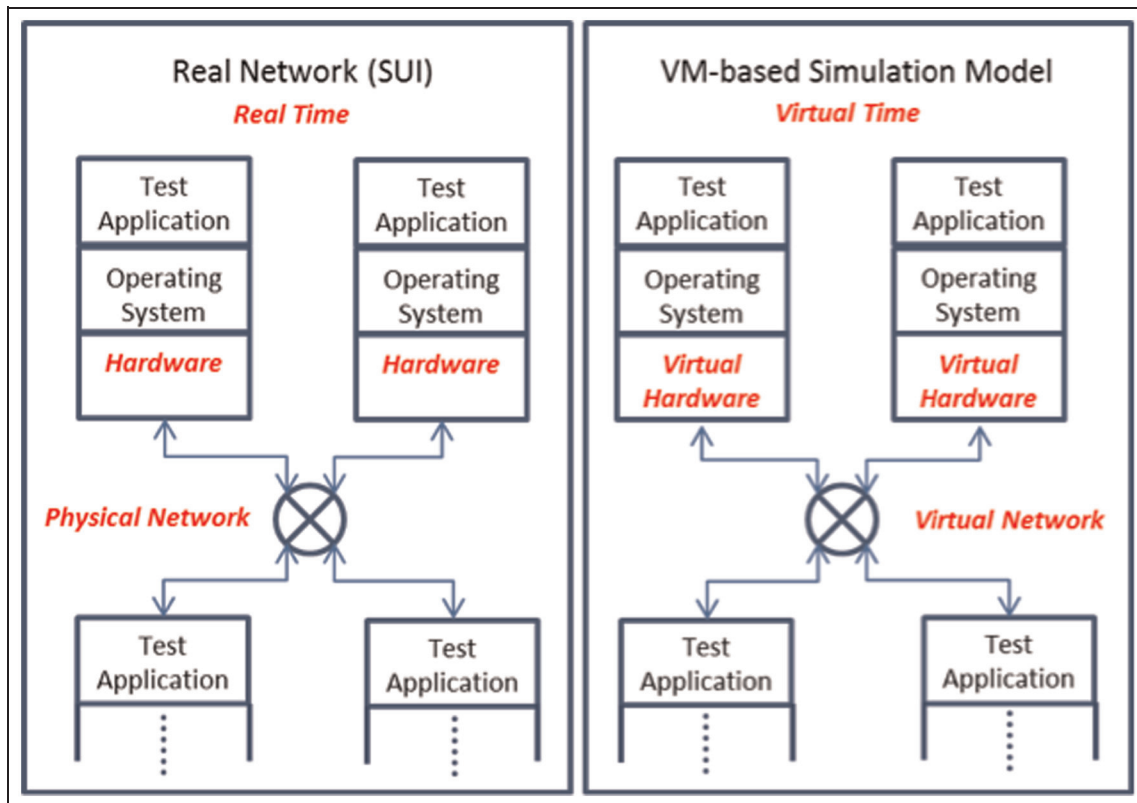 Real Network (SUI)
Real Time
Test
Application
Operating
System
Hardware
Test
Application
Operating
System
Hardware
Physical Network
Test
Application
Test
Application
VM-based Simulation Model
Virtual Time
Test
Application
Operating
System
Virtual
Hardware
Test
Application
Operating
System
Virtual
Hardware
Virtual Network
Test
Application
Test
Application